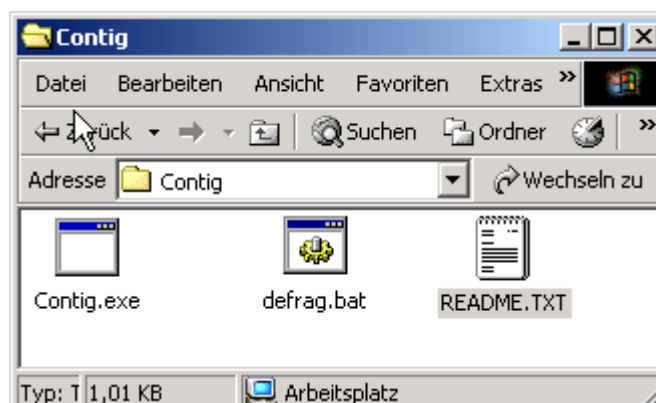 Contig
Datei Bearbeiten Ansicht Favoriten Extras »
Zurück Suchen Ordner »
Adresse Contig Wechseln zu
Contig.exe defrag.bat README.TXT
Typ: T 1,01 KB Arbeitsplatz